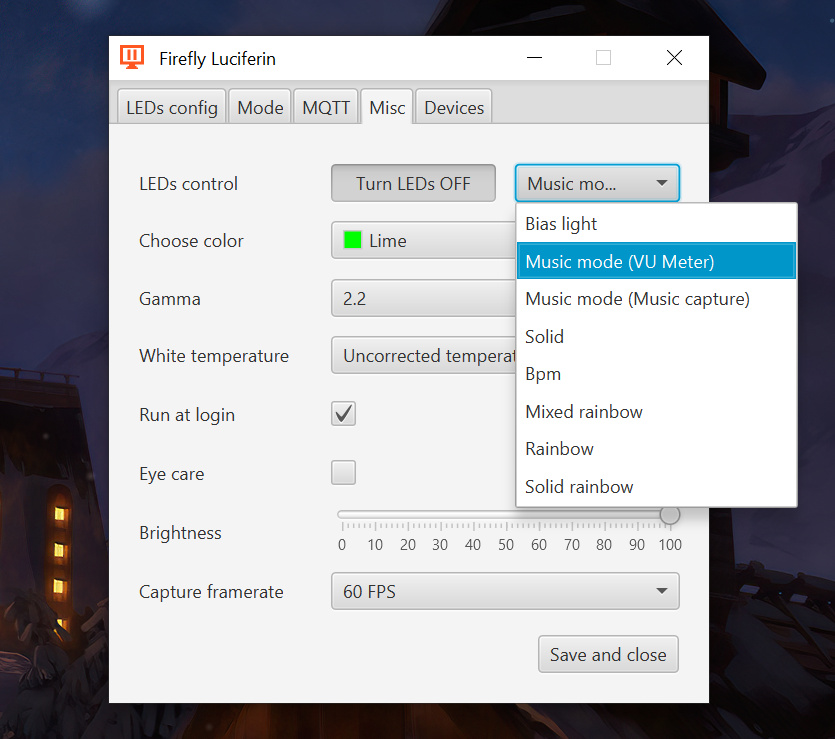 Firefly Luciferin
LEDs config Mode MQTT Misc Devices
LEDs control Turn LEDs OFF Music mo...
Bias light
Music mode (VU Meter)
Music mode (Music capture)
Solid
Bpm
Mixed rainbow
Rainbow
Solid rainbow
Choose color Lime
Gamma 2.2
White temperature Uncorrected temperat
Run at login
Eye care
Brightness
0 10 20 30 40 50 60 70 80 90 100
Capture framerate 60 FPS
Save and close